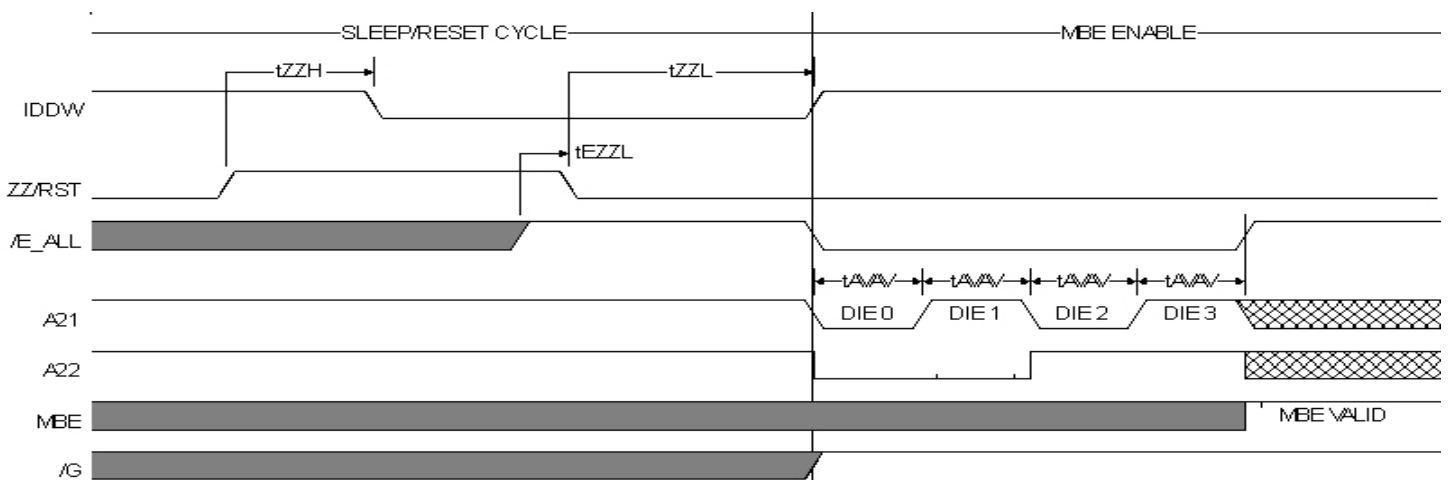 SLEEP/RESET CYCLE MBE ENABLE
tZZH tZZL
IDDW
tEZZL
ZZ/RST
/E_ALL
tAVAV tAVAV tAVAV tAVAV
A21 DIE 0 DIE 1 DIE 2 DIE 3
A22
MBE MBE VALID
/G